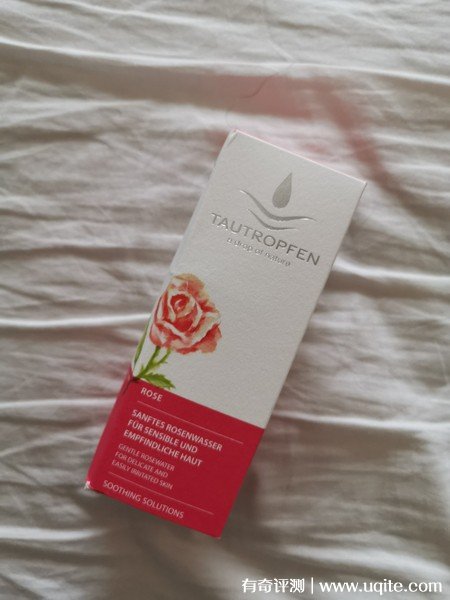 TAUTROPFEN
a drop of nature
ROSE
SANFTES ROSENWASSER
FÜR SENSIBLE UND
EMPFINDLICHE HAUT
GENTLE ROSEWATER
FOR DELICATE AND
EASILY IRRITATED SKIN
SOOTHING SOLUTIONS
有奇评测 | www.uqite.com